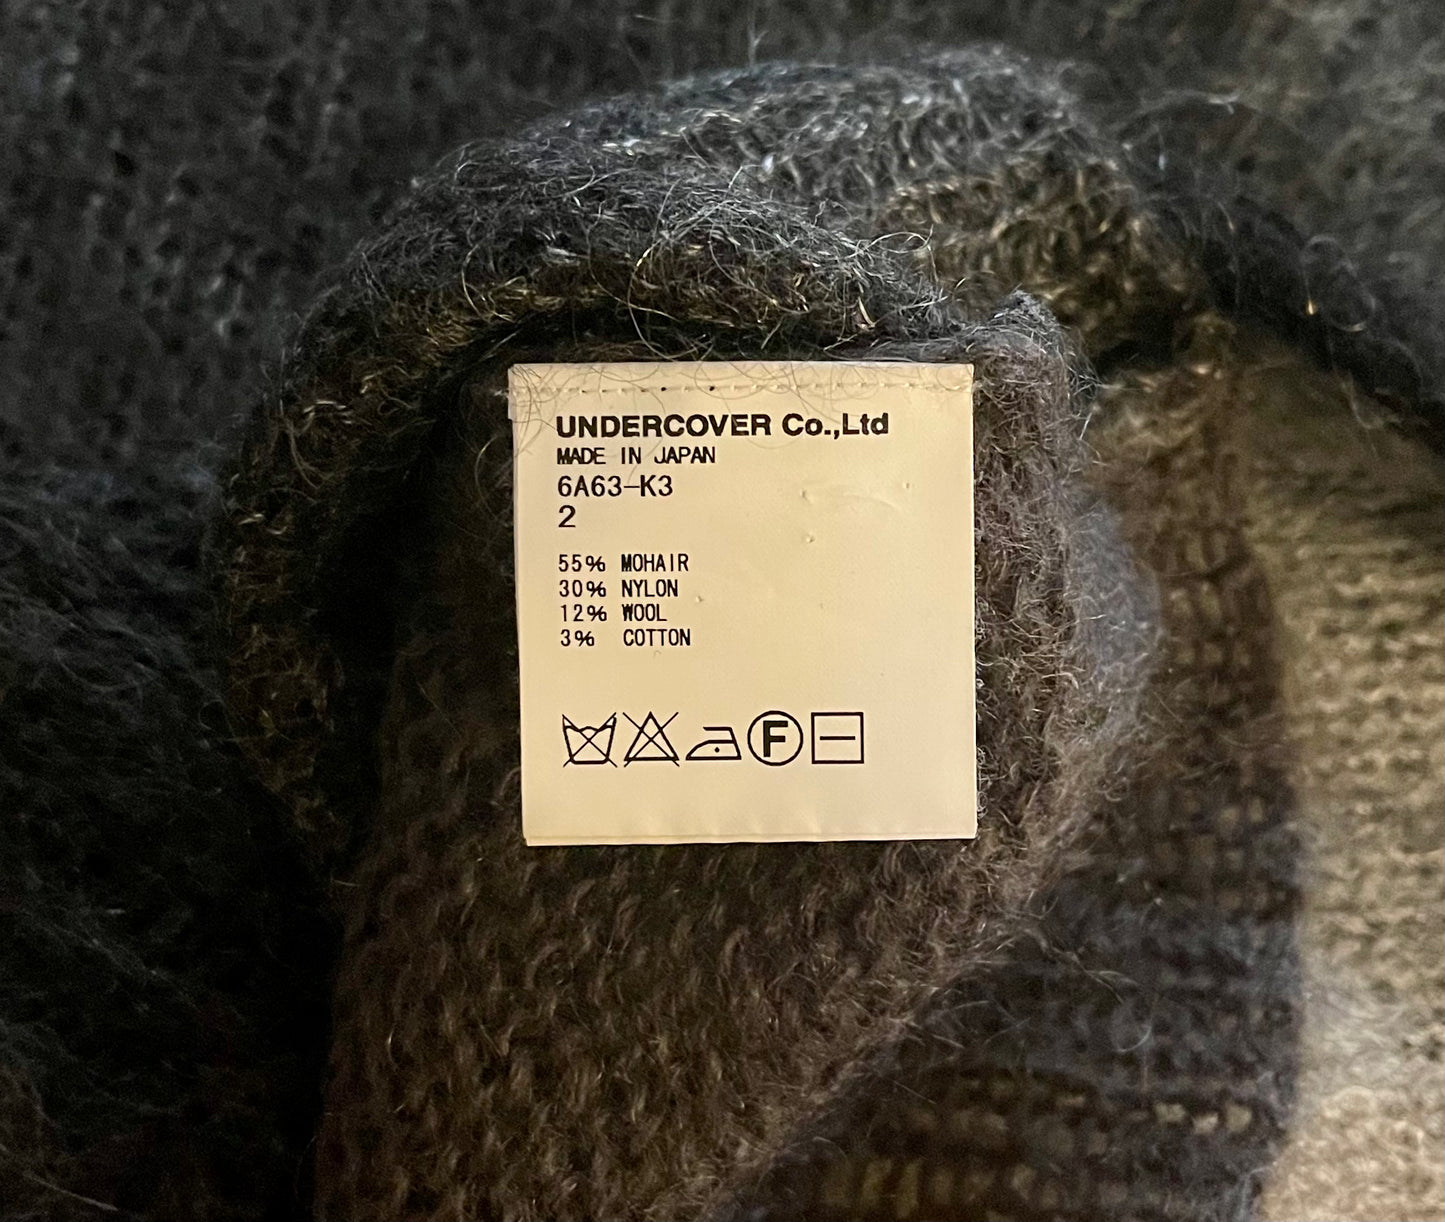 UNDERCOVER Co.,Ltd
MADE IN JAPAN
6A63-K3
2
55% MOHAIR
30% NYLON
12% WOOL
3% COTTON
F